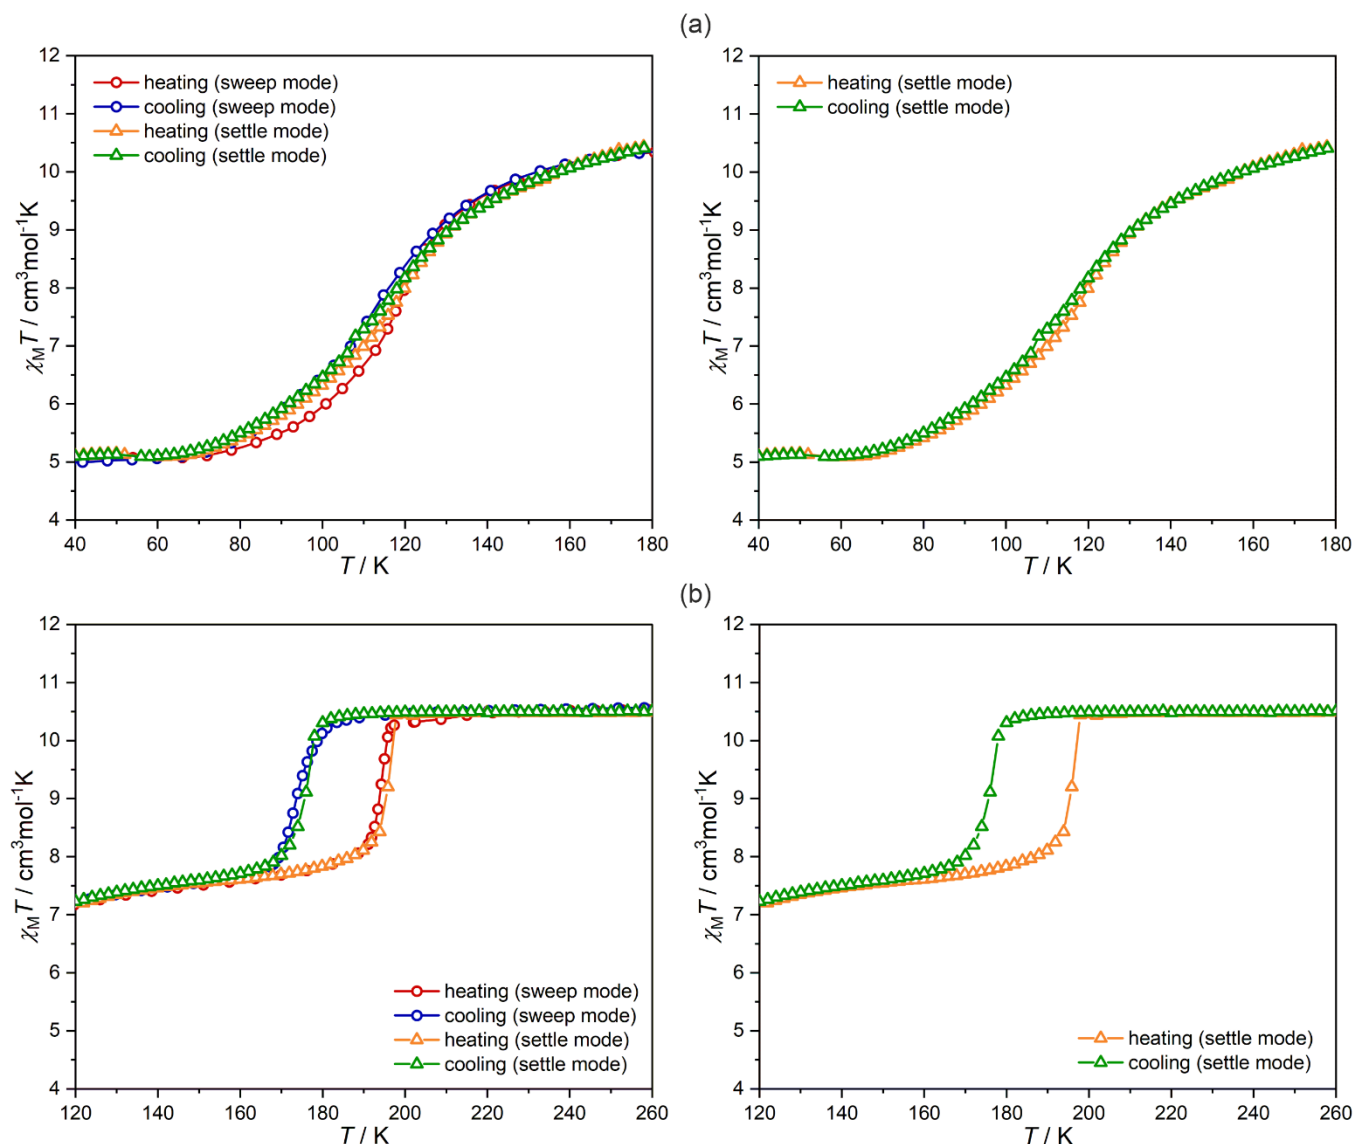 (a)
12
11
10
9
8
7
6
5
4
χMT / cm³mol⁻¹K
heating (sweep mode)
cooling (sweep mode)
heating (settle mode)
cooling (settle mode)
40 60 80 100 120 140 160 180
T / K
12
11
10
9
8
7
6
5
4
χMT / cm³mol⁻¹K
heating (settle mode)
cooling (settle mode)
40 60 80 100 120 140 160 180
T / K
(b)
12
11
10
9
8
7
6
5
4
χMT / cm³mol⁻¹K
heating (sweep mode)
cooling (sweep mode)
heating (settle mode)
cooling (settle mode)
120 140 160 180 200 220 240 260
T / K
12
11
10
9
8
7
6
5
4
χMT / cm³mol⁻¹K
heating (settle mode)
cooling (settle mode)
120 140 160 180 200 220 240 260
T / K